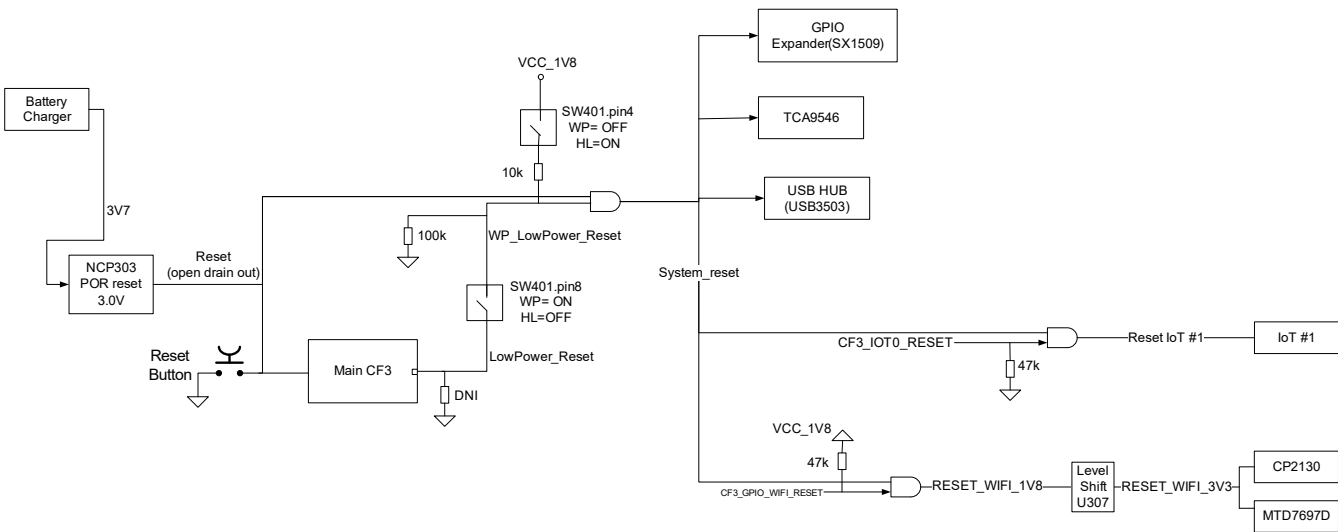 GPIO
Expander(SX1509)
VCC_1V8
Battery
Charger
SW401.pin4
WP= OFF
HL=ON
TCA9546
10k
USB HUB
(USB3503)
3V7
100k
WP_LowPower_Reset
Reset
(open drain out)
NCP303
POR reset
3.0V
System_reset
SW401.pin8
WP= ON
HL=OFF
Reset
Button
Main CF3
LowPower_Reset
DNI
CF3_IOT0_RESET
Reset IoT #1
IoT #1
47k
VCC_1V8
47k
CF3_GPIO_WIFI_RESET
RESET_WIFI_1V8
Level
Shift
U307
RESET_WIFI_3V3
CP2130
MTD7697D